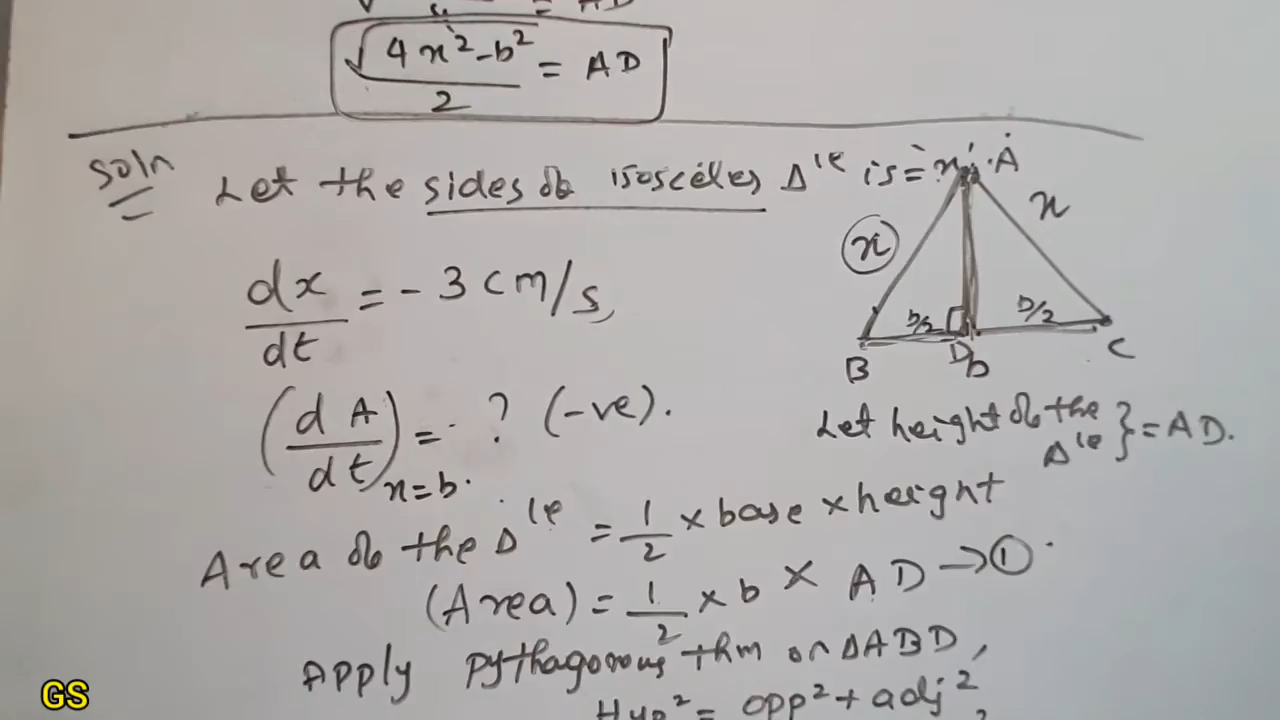 √4x²-b² / 2 = AD
Soln
Let the sides of isosceles Δle is = x
A
x
x
b/2
b/2
B
D
b
C
dx/dt = - 3 cm/s,
(dA/dt) x=b. = ? (-ve).
Let height of the Δle } = AD.
Area of the Δle = 1/2 × base × height
(Area) = 1/2 × b × AD → ①
Apply pythagorous thm on ΔABD,
Hyp² = opp² + adj²
GS